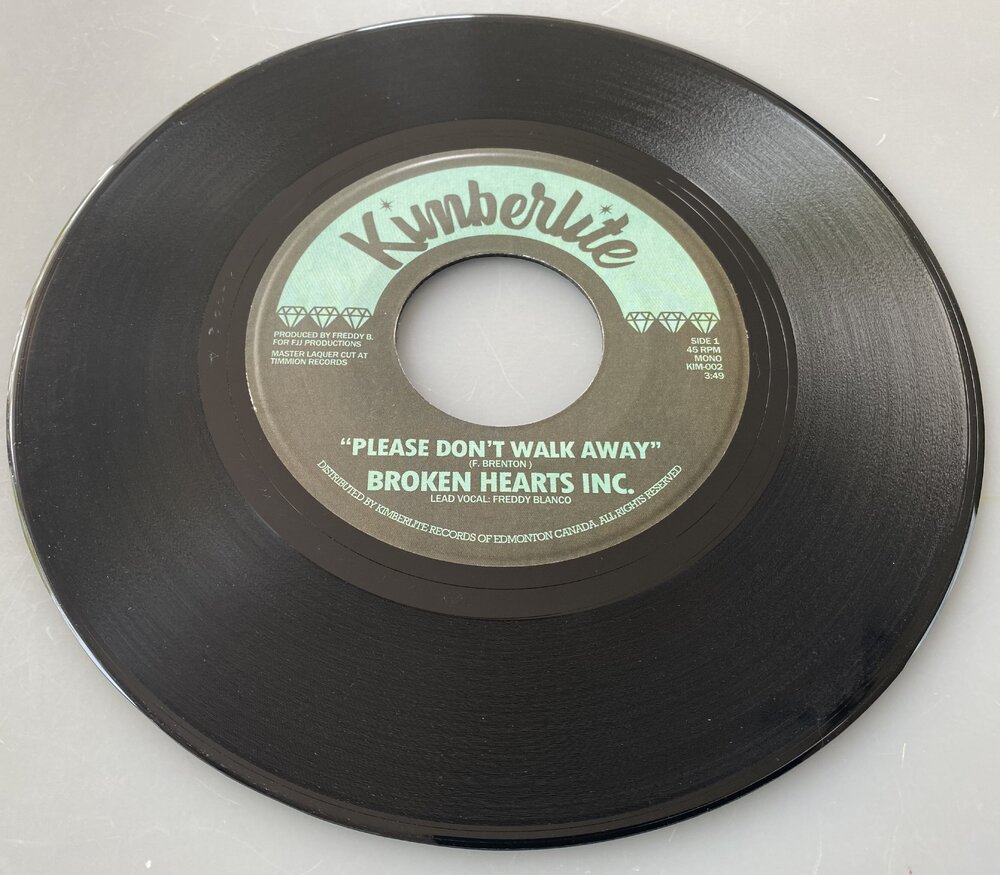 Kimberlite
PRODUCED BY FREDDY B.
FOR FJJ PRODUCTIONS
MASTER LAQUER CUT AT
TIMMION RECORDS
SIDE 1
45 RPM
MONO
KIM-002
3:49
"PLEASE DON'T WALK AWAY"
(F. BRENTON )
BROKEN HEARTS INC.
LEAD VOCAL: FREDDY BLANCO
DISTRIBUTED BY KIMBERLITE RECORDS OF EDMONTON CANADA. ALL RIGHTS RESERVED